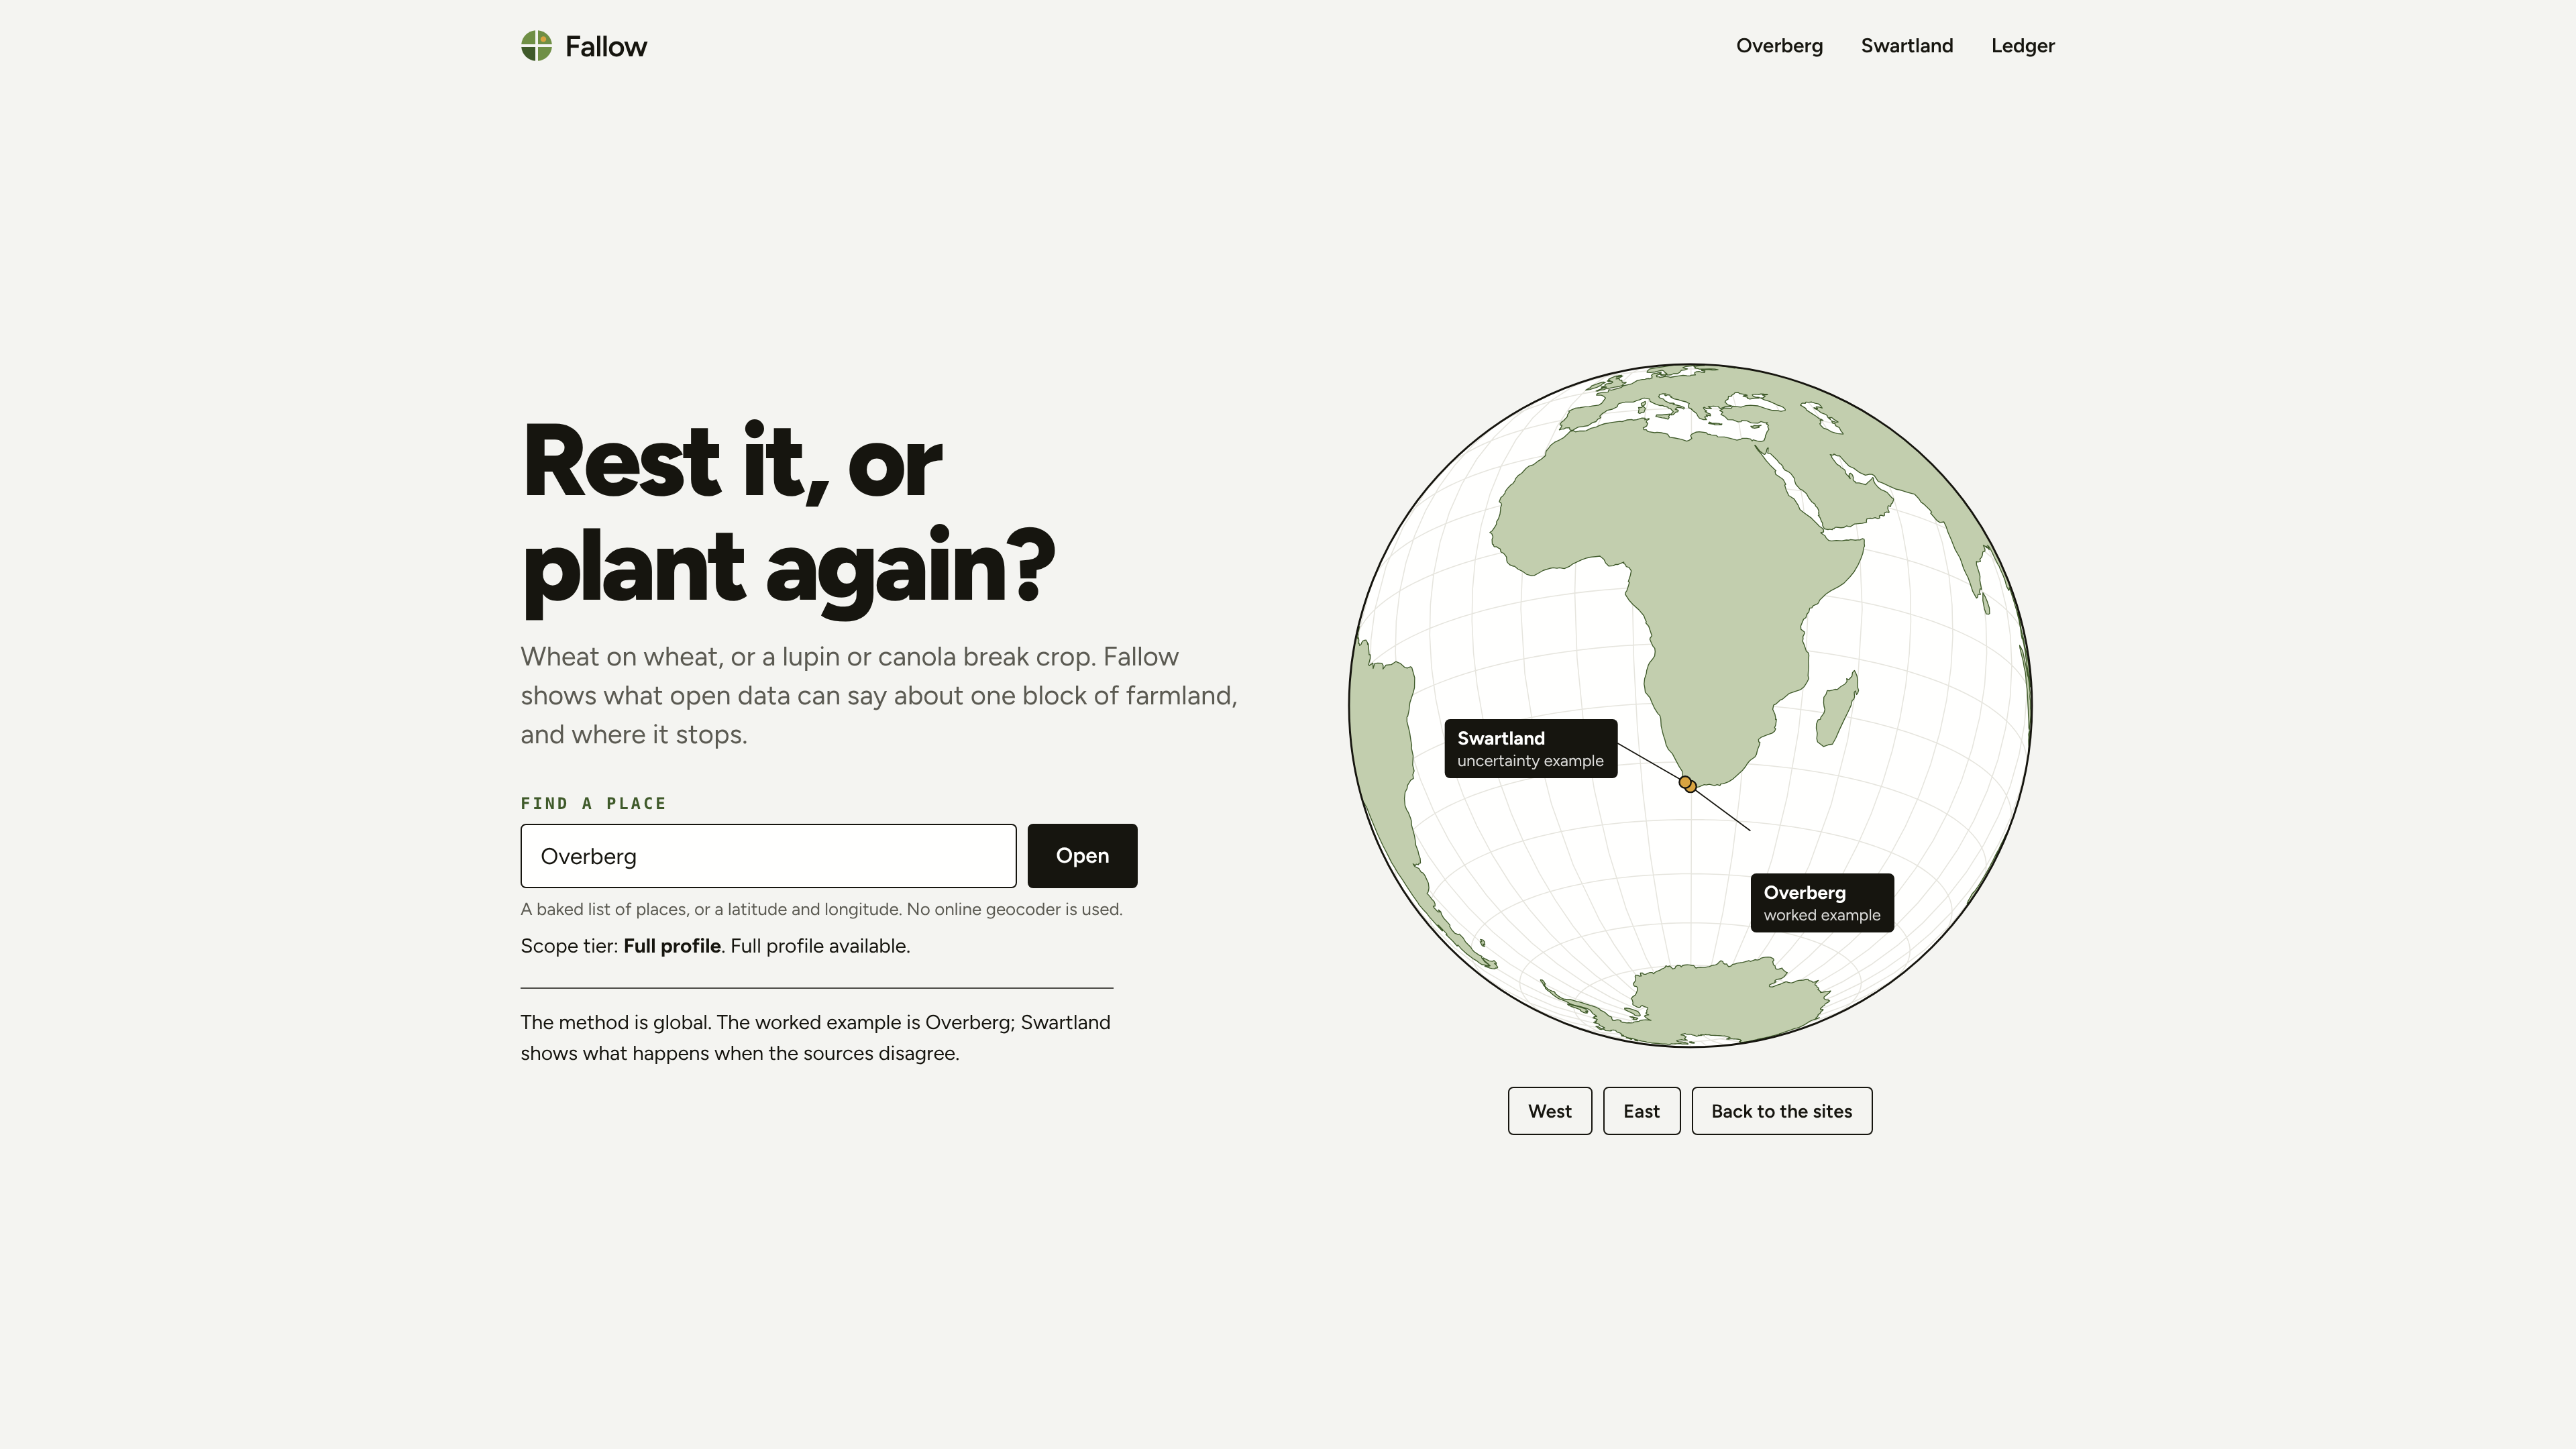 Fallow
Overberg
Swartland
Ledger
Rest it, or
plant again?
Wheat on wheat, or a lupin or canola break crop. Fallow
shows what open data can say about one block of farmland,
and where it stops.
FIND A PLACE
Overberg
Open
A baked list of places, or a latitude and longitude. No online geocoder is used.
Scope tier: Full profile. Full profile available.
The method is global. The worked example is Overberg; Swartland
shows what happens when the sources disagree.
Swartland
uncertainty example
Overberg
worked example
West
East
Back to the sites